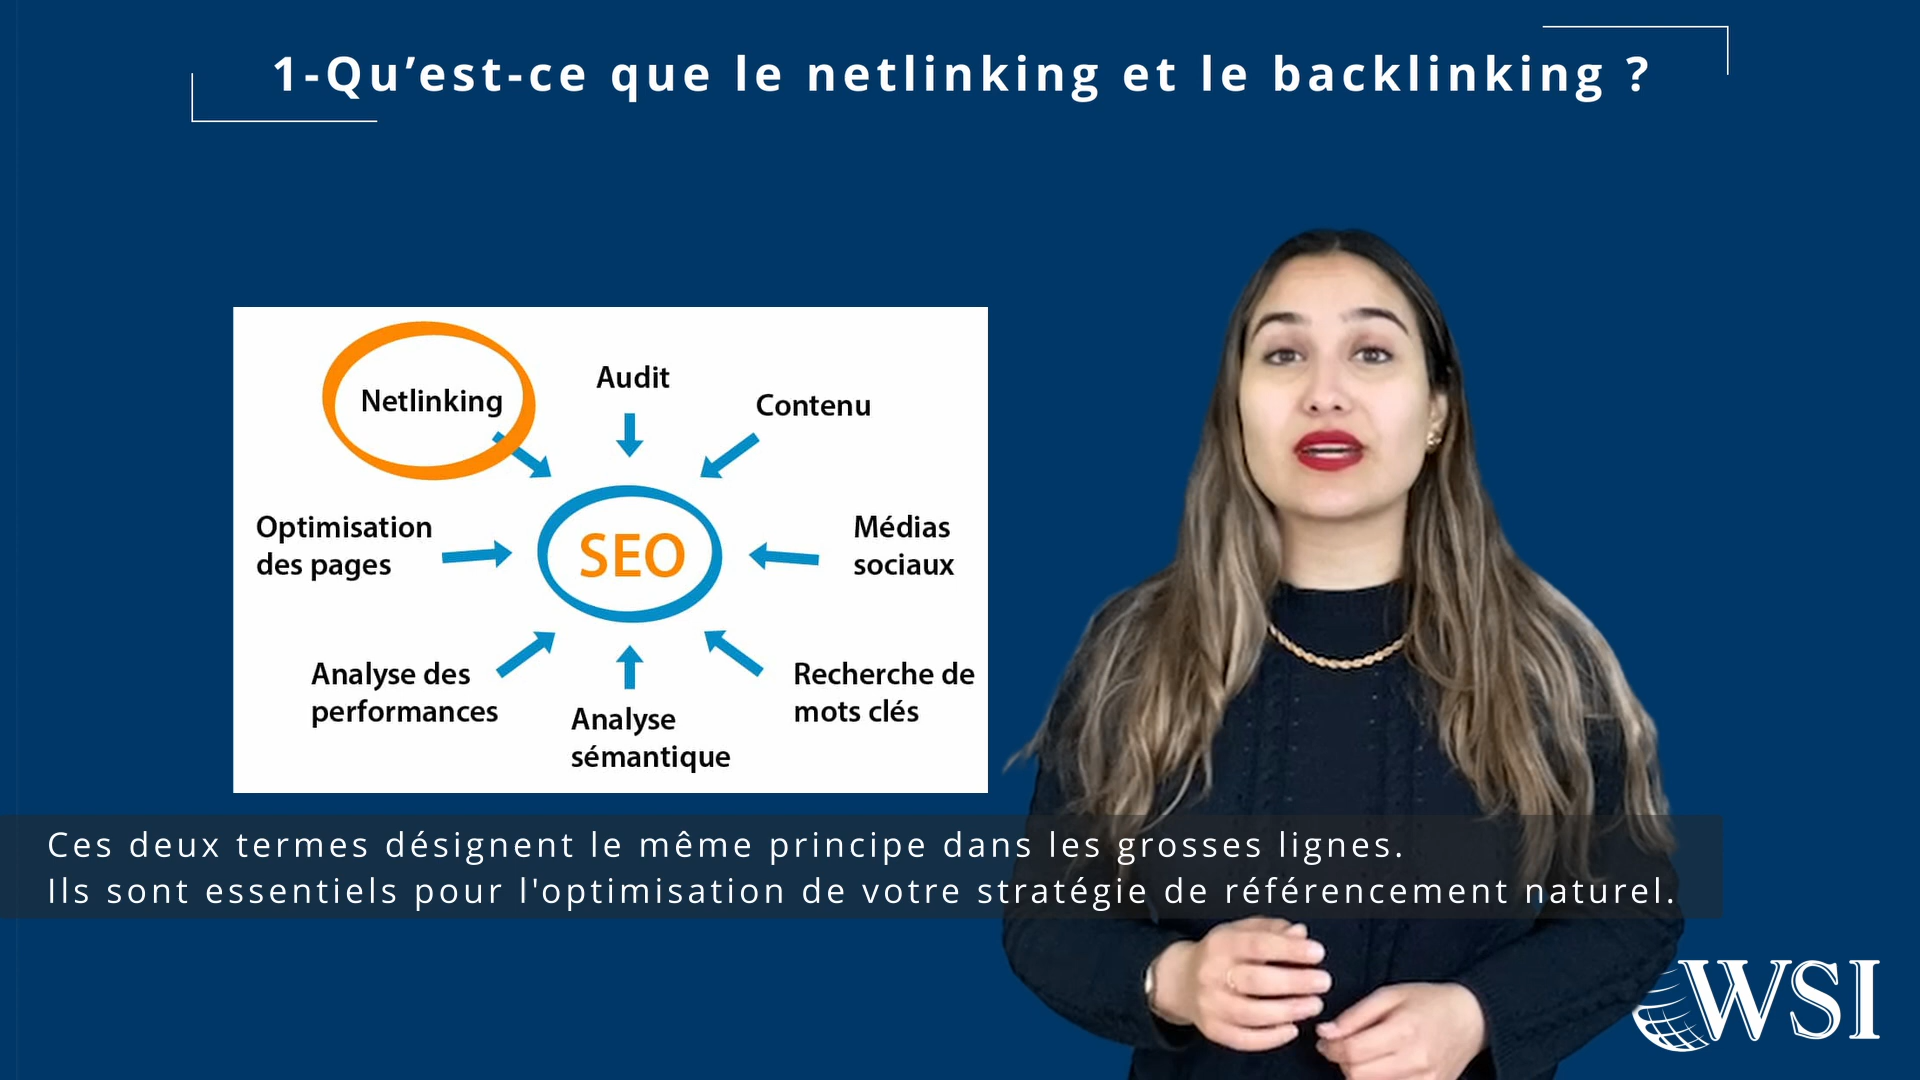 1-Qu’est-ce que le netlinking et le backlinking ?
Netlinking
Audit
Contenu
Optimisation
des pages
SEO
Médias
sociaux
Analyse des
performances
Analyse
sémantique
Recherche de
mots clés
Ces deux termes désignent le même principe dans les grosses lignes.
Ils sont essentiels pour l'optimisation de votre stratégie de référencement naturel.
WSI